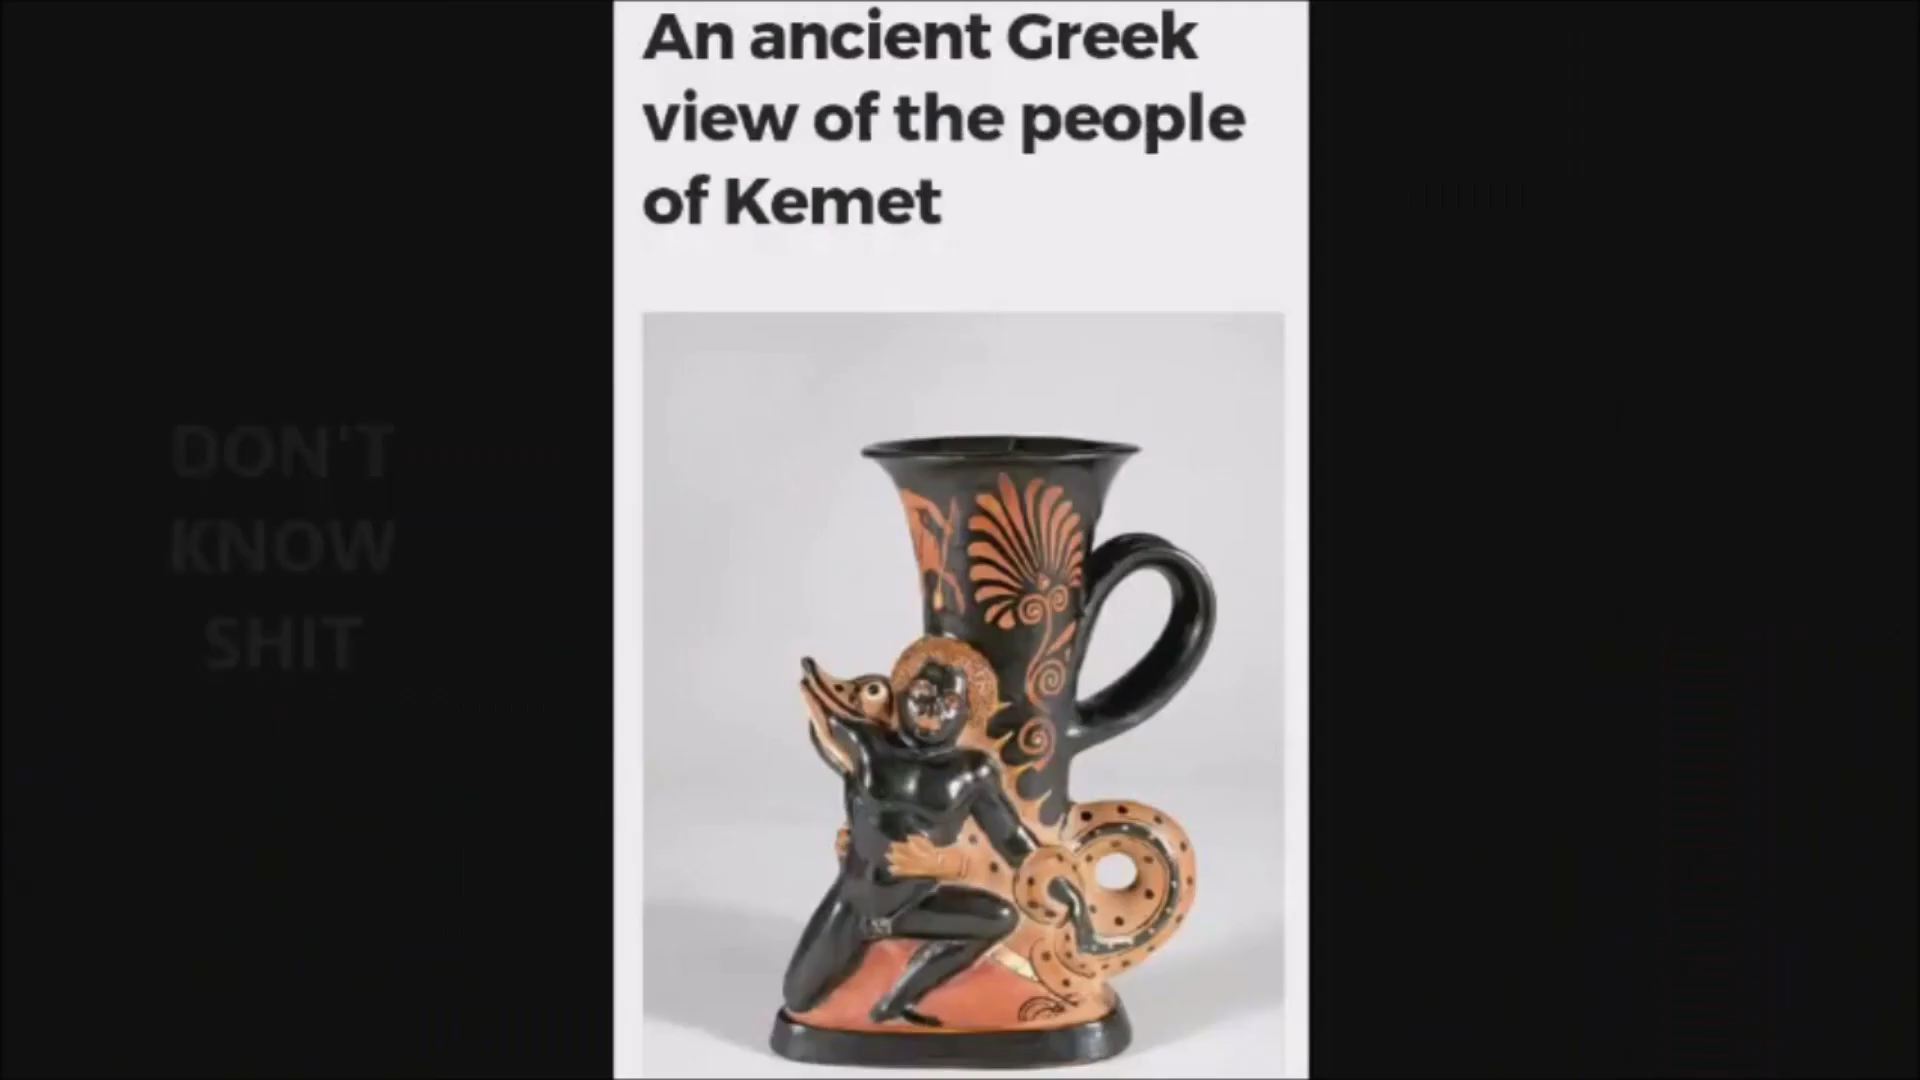 An ancient Greek
view of the people
of Kemet
DON'T
KNOW
SHIT